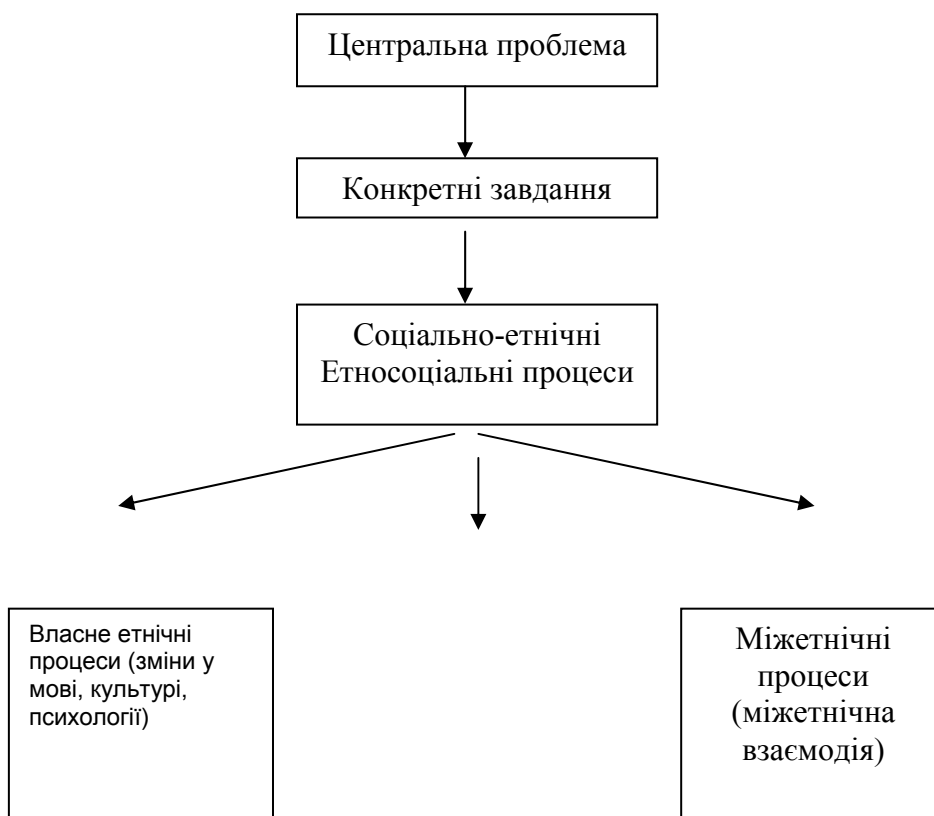 Центральна проблема
Конкретні завдання
Соціально-етнічні
Етносоціальні процеси
Власне етнічні
процеси (зміни у
мові, культурі,
психології)
Міжетнічні
процеси
(міжетнічна
взаємодія)